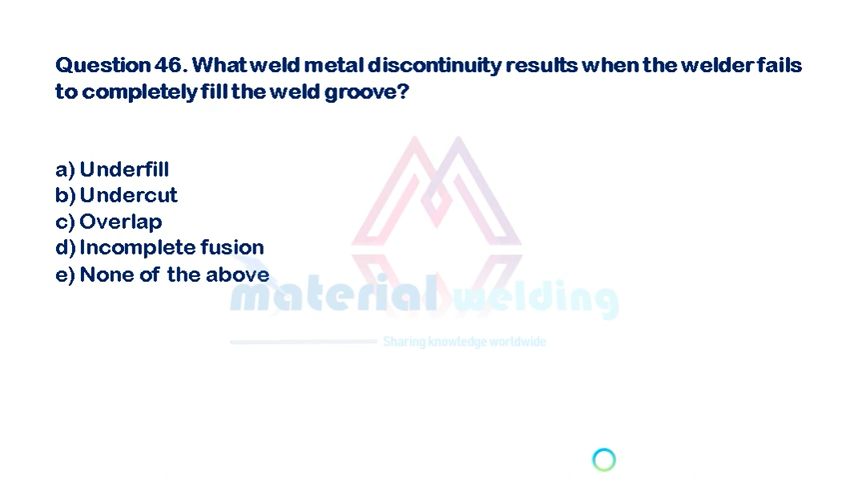 Question 46. What weld metal discontinuity results when the welder fails
to completely fill the weld groove?
a) Underfill
b) Undercut
c) Overlap
d) Incomplete fusion
e) None of the above
material welding
Sharing knowledge worldwide